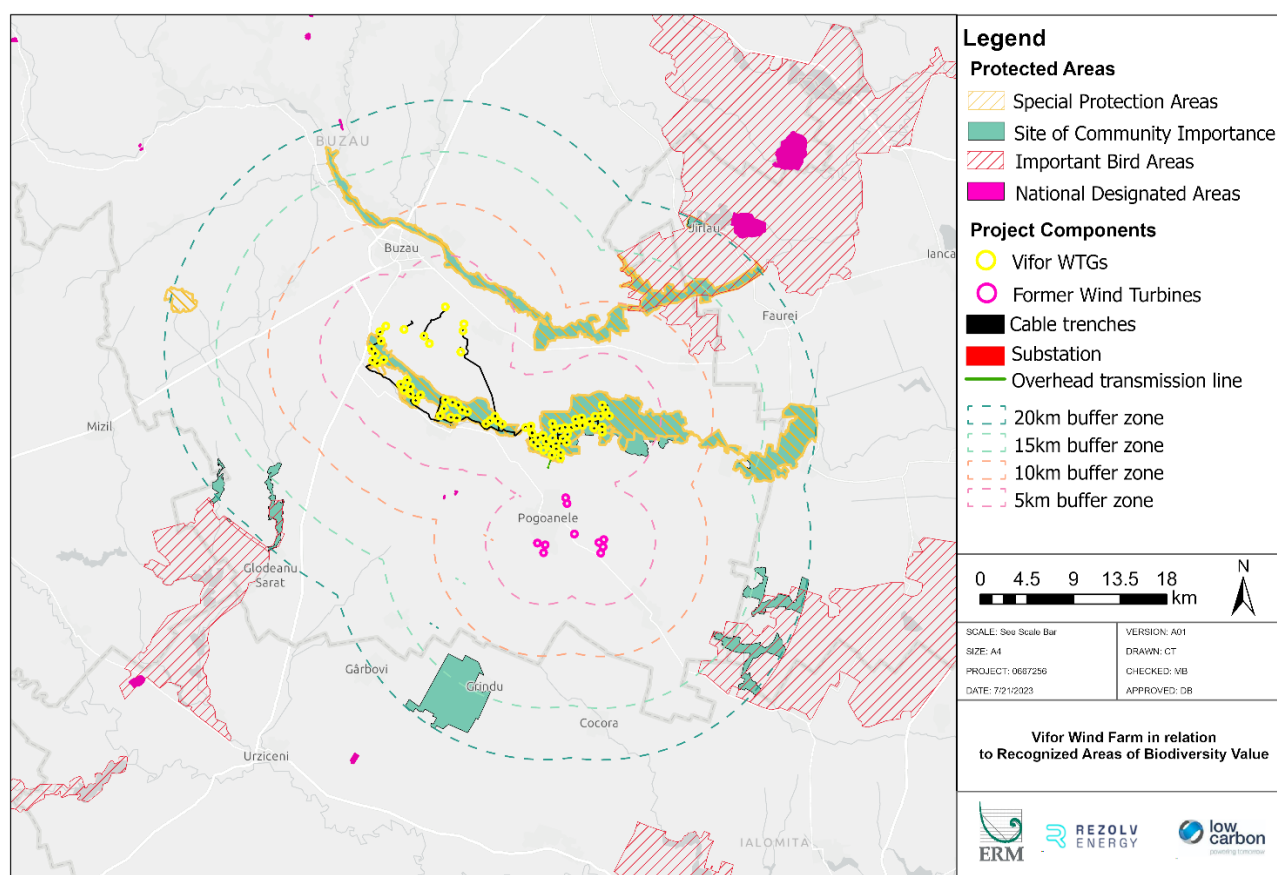 BUZAU
Jirlau
Ianca
Buzau
Faurei
Mizil
Pogoanele
Glodeanu
Sarat
Gârbovi
Grindu
Cocora
Urziceni
IALOMITA
Legend
Protected Areas
Special Protection Areas
Site of Community Importance
Important Bird Areas
National Designated Areas
Project Components
Vifor WTGs
Former Wind Turbines
Cable trenches
Substation
Overhead transmission line
20km buffer zone
15km buffer zone
10km buffer zone
5km buffer zone
0 4.5 9 13.5 18
km
N
SCALE: See Scale Bar
VERSION: A01
SIZE: A4
DRAWN: CT
PROJECT: 0667256
CHECKED: MB
DATE: 7/21/2023
APPROVED: DB
Vifor Wind Farm in relation
to Recognized Areas of Biodiversity Value
ERM
REZOLV
ENERGY
low
carbon
powering tomorrow